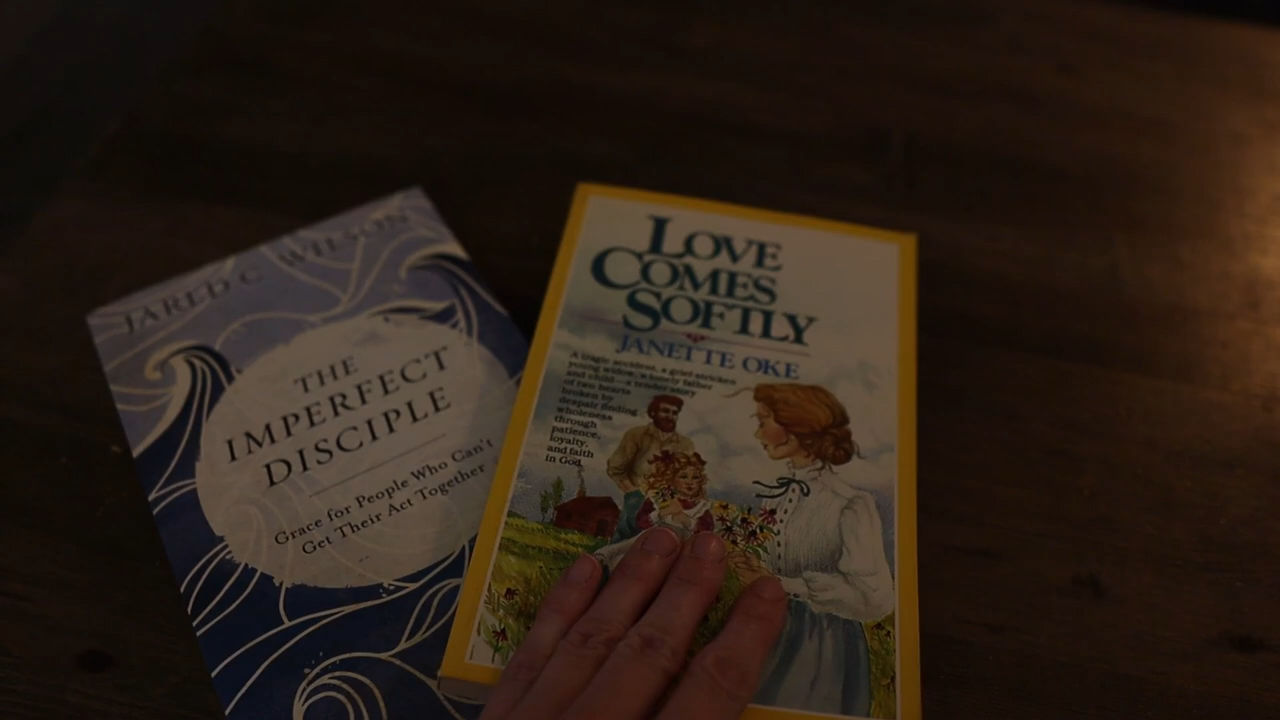 JARED C WILSON
THE
IMPERFECT
DISCIPLE
Grace for People Who Can't
Get Their Act Together
LOVE
COMES
SOFTLY
JANETTE OKE
A tragic accident, a grief stricken
young widow, a lonely father
and child—a tender story
of two hearts
broken by
despair finding
wholeness
through
patience,
loyalty,
and faith
in God.